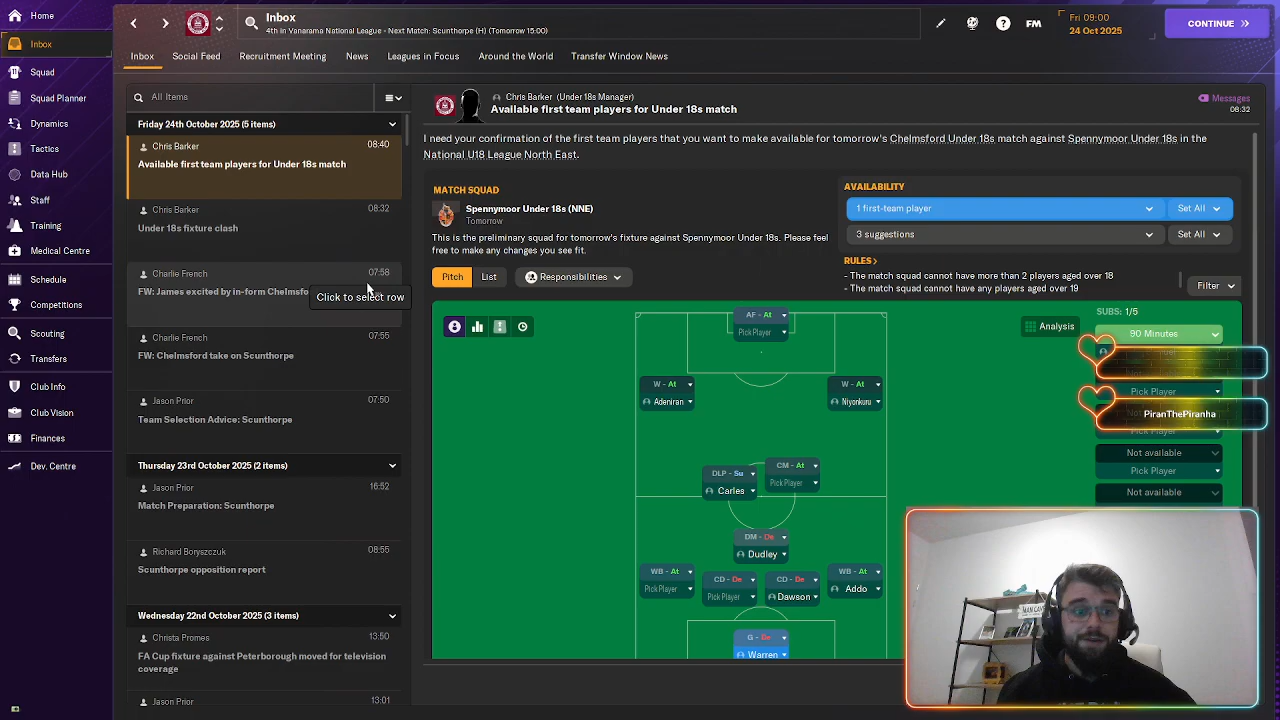 Home
Inbox
Squad
Squad Planner
Dynamics
Tactics
Data Hub
Staff
Training
Medical Centre
Schedule
Competitions
Scouting
Transfers
Club Info
Club Vision
Finances
Dev. Centre
Inbox
4th in Vanarama National League - Next Match: Scunthorpe (H) (Tomorrow 15:00)
FM
Fri 09:00
24 Oct 2025
CONTINUE
Inbox Social Feed Recruitment Meeting News Leagues in Focus Around the World Transfer Window News
All Items
Friday 24th October 2025 (5 items)
Chris Barker 08:40
Available first team players for Under 18s match
Chris Barker 08:32
Under 18s fixture clash
Charlie French 07:58
FW: James excited by in-form Chelmsfo
Click to select row
Charlie French 07:55
FW: Chelmsford take on Scunthorpe
Jason Prior 07:50
Team Selection Advice: Scunthorpe
Thursday 23rd October 2025 (2 items)
Jason Prior 16:52
Match Preparation: Scunthorpe
Richard Boryszczuk 08:55
Scunthorpe opposition report
Wednesday 22nd October 2025 (3 items)
Christa Promes 13:50
FA Cup fixture against Peterborough moved for television
coverage
Jason Prior 13:01
Chris Barker (Under 18s Manager)
Available first team players for Under 18s match
Messages
08:32
I need your confirmation of the first team players that you want to make available for tomorrow's Chelmsford Under 18s match against Spennymoor Under 18s in the
National U18 League North East.
MATCH SQUAD
Spennymoor Under 18s (NNE)
Tomorrow
This is the preliminary squad for tomorrow's fixture against Spennymoor Under 18s. Please feel
free to make any changes you see fit.
AVAILABILITY
1 first-team player Set All
3 suggestions Set All
RULES
- The match squad cannot have more than 2 players aged over 18
- The match squad cannot have any players aged over 19
Pitch List Responsibilities
Filter
Analysis
AF - At
Pick Player
W - At
Adeniran
W - At
Niyonkuru
DLP - Su
Carles
CM - At
Pick Player
DM - De
Dudley
WB - At
Pick Player
CD - De
Pick Player
CD - De
Dawson
WB - At
Addo
G - De
Warren
SUBS: 1/5
90 Minutes
Pick Player
PiranThePiranha
Pick Player
Not available
Pick Player
Not available